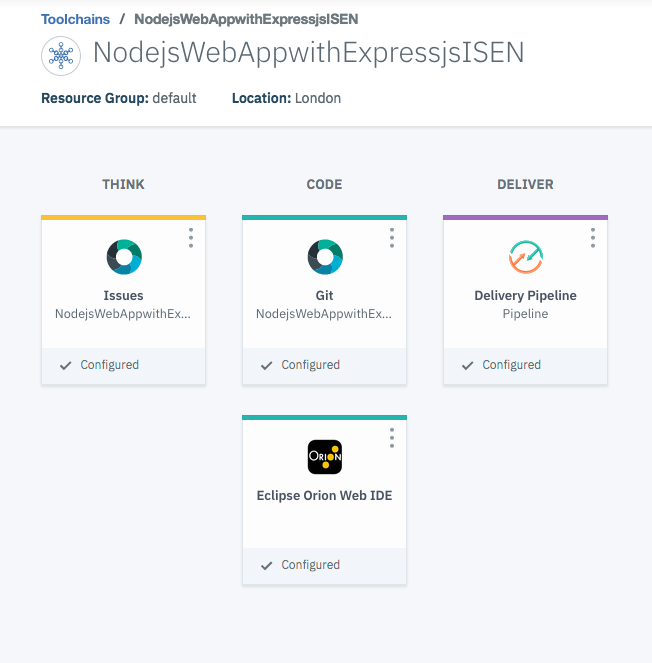 Toolchains / NodejsWebAppwithExpressjsISEN
NodejsWebAppwithExpressjsISEN
Resource Group: default Location: London
THINK
Issues
NodejsWebAppwithEx...
Configured
CODE
Git
NodejsWebAppwithEx...
Configured
ORION
Eclipse Orion Web IDE
Configured
DELIVER
Delivery Pipeline
Pipeline
Configured